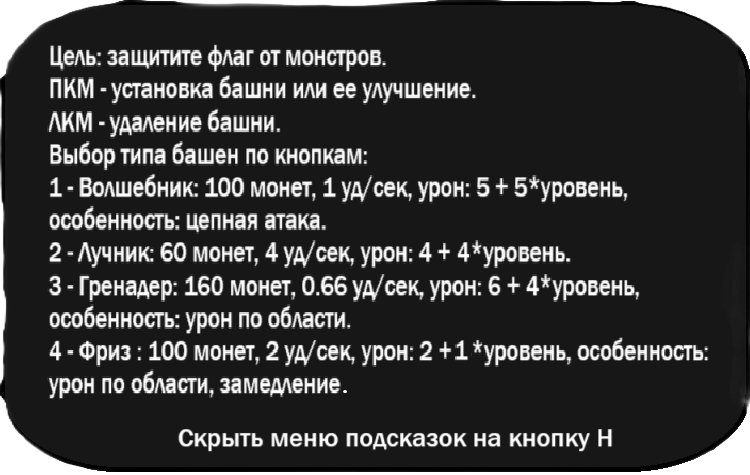 Цель: защитите флаг от монстров.
ПКМ - установка башни или ее улучшение.
ЛКМ - удаление башни.
Выбор типа башен по кнопкам:
1 - Волшебник: 100 монет, 1 уд/сек, урон: 5 + 5*уровень,
особенность: цепная атака.
2 - Лучник: 60 монет, 4 уд/сек, урон: 4 + 4*уровень.
3 - Гренадер: 160 монет, 0.66 уд/сек, урон: 6 + 4*уровень,
особенность: урон по области.
4 - Фриз : 100 монет, 2 уд/сек, урон: 2 +1 *уровень, особенность:
урон по области, замедление.
Скрыть меню подсказок на кнопку H